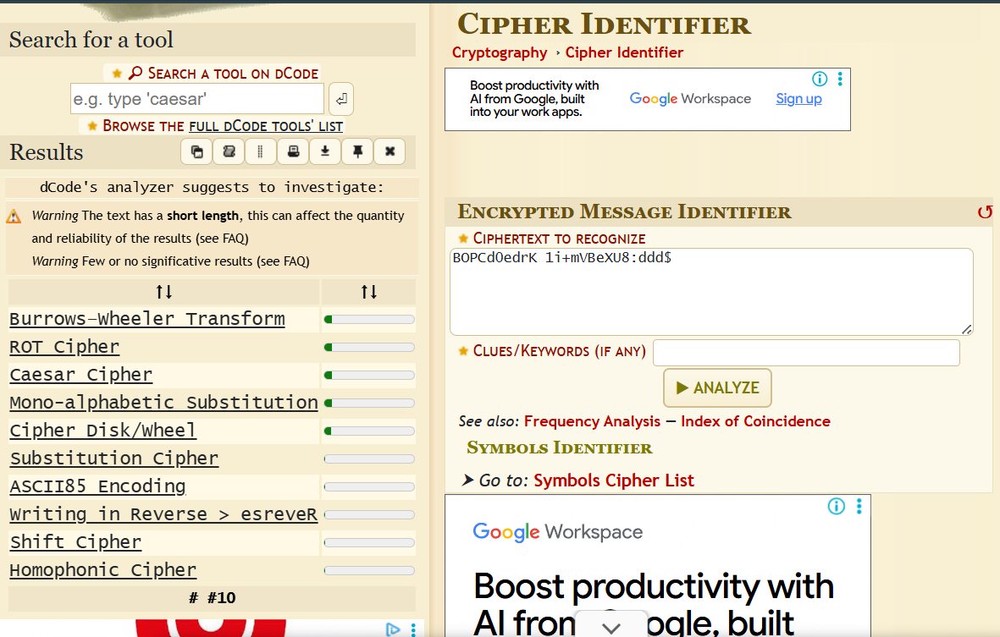 Search for a tool
SEARCH A TOOL ON DCODE
e.g. type 'caesar'
BROWSE THE FULL DCODE TOOLS' LIST
Results
dCode's analyzer suggests to investigate:
Warning The text has a short length, this can affect the quantity
and reliability of the results (see FAQ)
Warning Few or no significative results (see FAQ)
↑↓ ↑↓
Burrows–Wheeler Transform
ROT Cipher
Caesar Cipher
Mono-alphabetic Substitution
Cipher Disk/Wheel
Substitution Cipher
ASCII85 Encoding
Writing in Reverse > esreveR
Shift Cipher
Homophonic Cipher
# #10
CIPHER IDENTIFIER
Cryptography › Cipher Identifier
Boost productivity with
AI from Google, built
into your work apps.
Google Workspace
Sign up
ENCRYPTED MESSAGE IDENTIFIER
CIPHERTEXT TO RECOGNIZE
BOPCdOedrK 1i+mVBeXU8:ddd$
CLUES/KEYWORDS (IF ANY)
▶ ANALYZE
See also: Frequency Analysis — Index of Coincidence
SYMBOLS IDENTIFIER
➤ Go to: Symbols Cipher List
Google Workspace
Boost productivity with
AI from Google, built